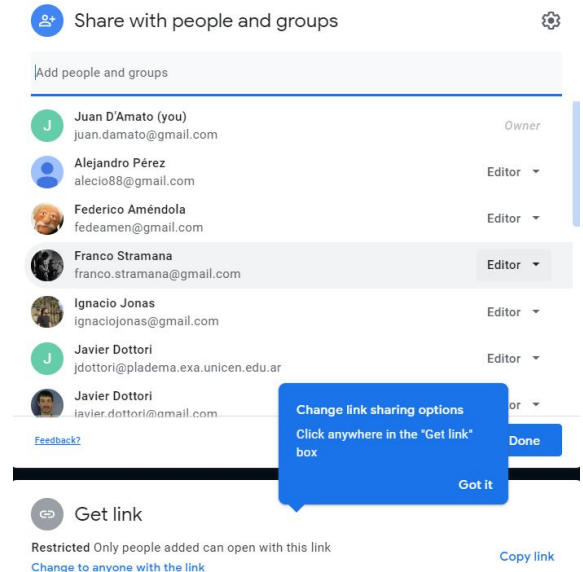 Share with people and groups
Add people and groups
J
Juan D'Amato (you)
juan.damato@gmail.com
Owner
Alejandro Pérez
alecio88@gmail.com
Editor
Federico Améndola
fedeamen@gmail.com
Editor
Franco Stramana
franco.stramana@gmail.com
Editor
Ignacio Jonas
ignaciojonas@gmail.com
Editor
J
Javier Dottori
jdottori@pladema.exa.unicen.edu.ar
Editor
Javier Dottori
javier.dottori@gmail.com
or
Change link sharing options
Click anywhere in the "Get link"
box
Got it
Feedback?
Done
Get link
Restricted Only people added can open with this link
Change to anyone with the link
Copy link